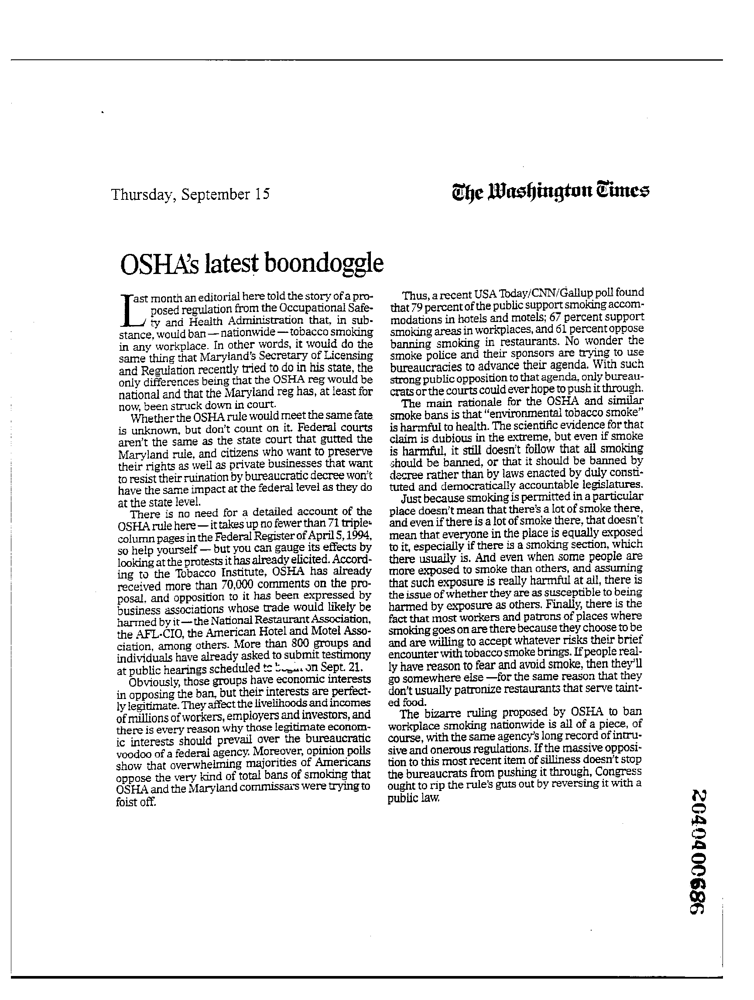 Thursday, September 15
The Washington Times
OSHA's latest boondoggle
Last month an editorial here told the story of a pro-
posed regulation from the Occupational Safe-
ty and Health Administration that, in sub-
stance, would ban — nationwide — tobacco smoking
in any workplace. In other words, it would do the
same thing that Maryland's Secretary of Licensing
and Regulation recently tried to do in his state, the
only differences being that the OSHA reg would be
national and that the Maryland reg has, at least for
now, been struck down in court.
Whether the OSHA rule would meet the same fate
is unknown, but don't count on it. Federal courts
aren't the same as the state court that gutted the
Maryland rule, and citizens who want to preserve
their rights as well as private businesses that want
to resist their ruination by bureaucratic decree won't
have the same impact at the federal level as they do
at the state level.
There is no need for a detailed account of the
OSHA rule here — it takes up no fewer than 71 triple-
column pages in the Federal Register of April 5, 1994,
so help yourself — but you can gauge its effects by
looking at the protests it has already elicited. Accord-
ing to the Tobacco Institute, OSHA has already
received more than 70,000 comments on the pro-
posal, and opposition to it has been expressed by
business associations whose trade would likely be
harmed by it — the National Restaurant Association,
the AFL-CIO, the American Hotel and Motel Asso-
ciation, among others. More than 800 groups and
individuals have already asked to submit testimony
at public hearings scheduled on Sept. 21.
Obviously, those groups have economic interests
in opposing the ban, but their interests are perfect-
ly legitimate. They affect the livelihoods and incomes
of millions of workers, employers and investors, and
there is every reason why those legitimate econom-
ic interests should prevail over the bureaucratic
voodoo of a federal agency. Moreover, opinion polls
show that overwhelming majorities of Americans
oppose the very kind of total bans of smoking that
OSHA and the Maryland commissars were trying to
foist off.
Thus, a recent USA Today/CNN/Gallup poll found
that 79 percent of the public support smoking accom-
modations in hotels and motels; 67 percent support
smoking areas in workplaces, and 61 percent oppose
banning smoking in restaurants. No wonder the
smoke police and their sponsors are trying to use
bureaucracies to advance their agenda. With such
strong public opposition to that agenda, only bureau-
crats or the courts could ever hope to push it through.
The main rationale for the OSHA and similar
smoke bans is that "environmental tobacco smoke"
is harmful to health. The scientific evidence for that
claim is dubious in the extreme, but even if smoke
is harmful, it still doesn't follow that all smoking
should be banned, or that it should be banned by
decree rather than by laws enacted by duly consti-
tuted and democratically accountable legislatures.
Just because smoking is permitted in a particular
place doesn't mean that there's a lot of smoke there,
and even if there is a lot of smoke there, that doesn't
mean that everyone in the place is equally exposed
to it, especially if there is a smoking section, which
there usually is. And even when some people are
more exposed to smoke than others, and assuming
that such exposure is really harmful at all, there is
the issue of whether they are as susceptible to being
harmed by exposure as others. Finally, there is the
fact that most workers and patrons of places where
smoking goes on are there because they choose to be
and are willing to accept whatever risks their brief
encounter with tobacco smoke brings. If people real-
ly have reason to fear and avoid smoke, then they'll
go somewhere else — for the same reason that they
don't usually patronize restaurants that serve taint-
ed food.
The bizarre ruling proposed by OSHA to ban
workplace smoking nationwide is all of a piece, of
course, with the same agency's long record of intru-
sive and onerous regulations. If the massive opposi-
tion to this most recent item of silliness doesn't stop
the bureaucrats from pushing it through, Congress
ought to rip the rule's guts out by reversing it with a
public law.
2040400686